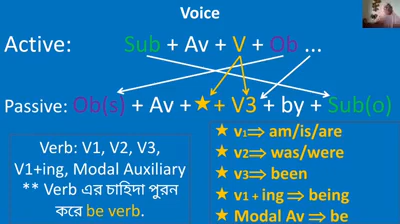 Voice
Active: Sub + Av + V + Ob ...
Passive: Ob(s) + Av + ★ + V3 + by + Sub(o)
Verb: V1, V2, V3,
V1+ing, Modal Auxiliary
** Verb এর চাহিদা পুরন
করে be verb.
★ v1⇒ am/is/are
★ v2⇒ was/were
★ v3⇒ been
★ v1 + ing ⇒ being
★ Modal Av ⇒ be